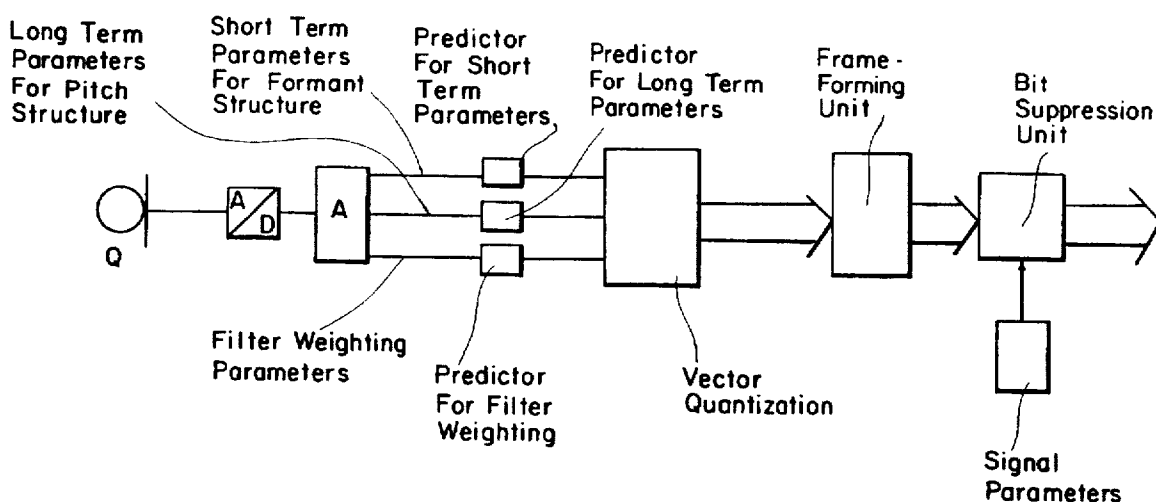 Long Term
Parameters
For Pitch
Structure
Short Term
Parameters
For Formant
Structure
Predictor
For Short
Term
Parameters,
Predictor
For Long Term
Parameters
Frame-
Forming
Unit
Bit
Suppression
Unit
Q
A
D
A
Filter Weighting
Parameters
Predictor
For Filter
Weighting
Vector
Quantization
Signal
Parameters